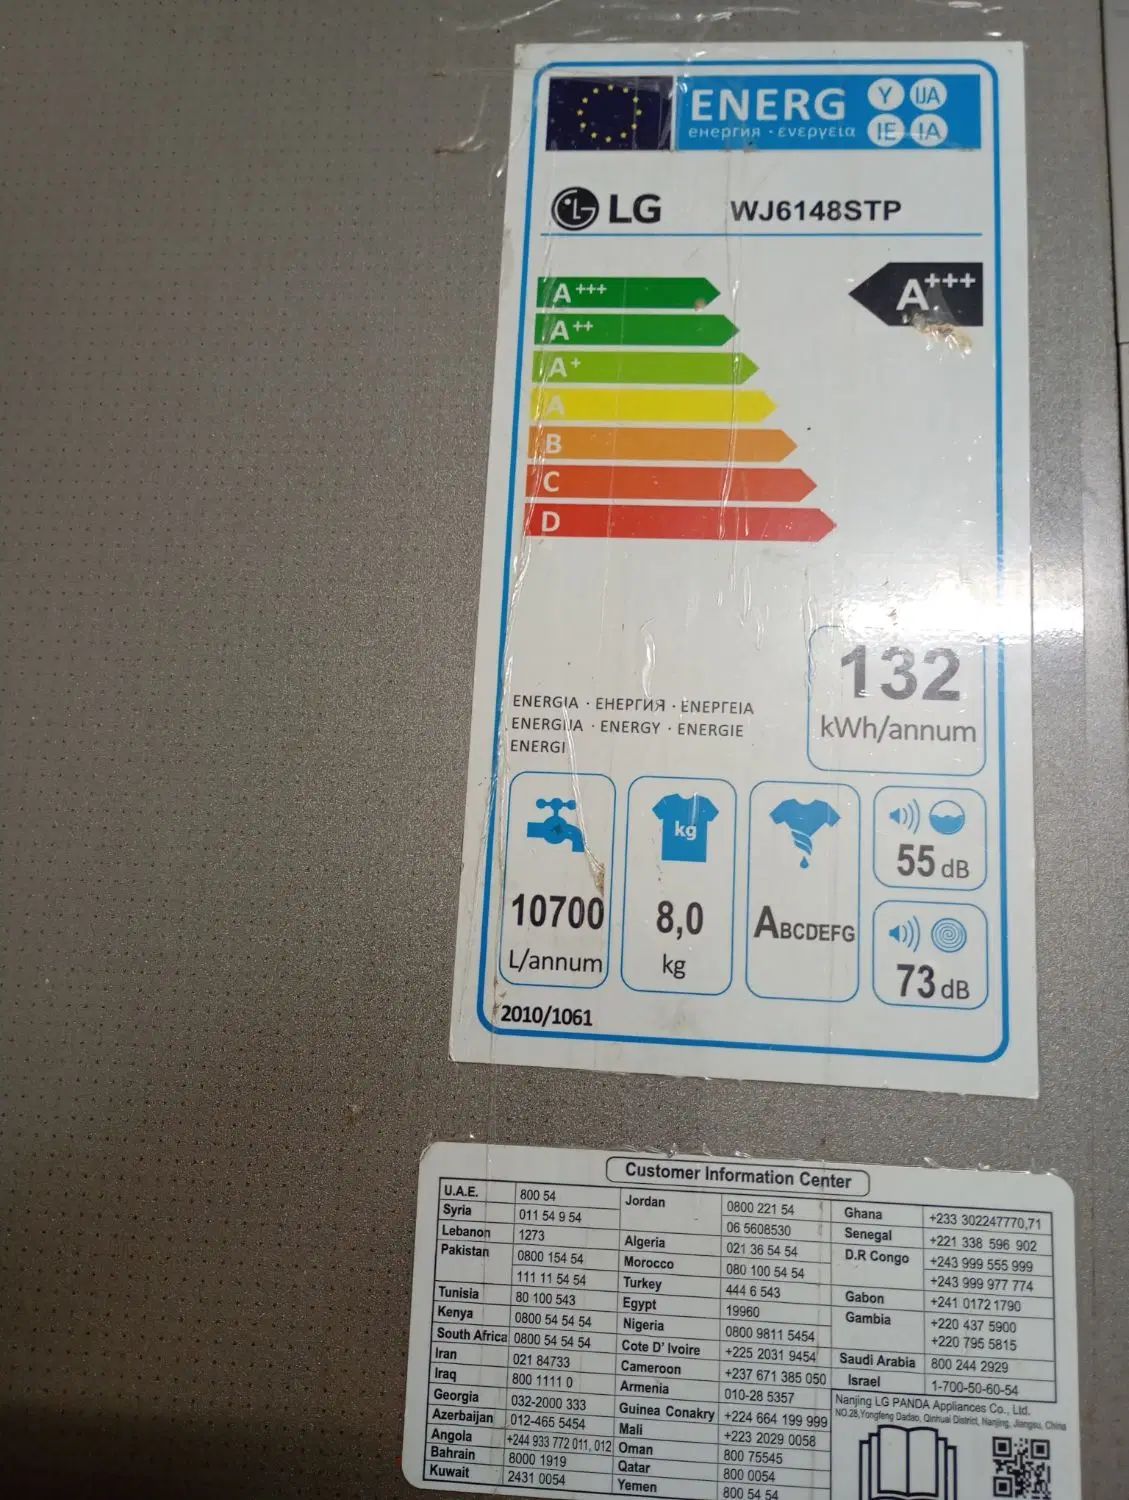 ENERG Y IJA
енергия · ενεργεια IE IA
LG WJ6148STP
A+++ A+++
A++
A+
A
B
C
D
132
kWh/annum
ENERGIA · ЕНЕРГИЯ · ΕΝΕΡΓΕΙΑ
ENERGIJA · ENERGY · ENERGIE
ENERGI
kg
55 dB
10700
L/annum
8,0
kg
ABCDEFG
73 dB
2010/1061
Customer Information Center
U.A.E. 800 54
Syria 011 54 9 54
Lebanon 1273
Pakistan 0800 154 54
111 11 54 54
Tunisia 80 100 543
Kenya 0800 54 54 54
South Africa 0800 54 54 54
Iran 021 84733
Iraq 800 1111 0
Georgia 032-2000 333
Azerbaijan 012-465 5454
Angola +244 933 772 011, 012
Bahrain 8000 1919
Kuwait 2431 0054
Jordan 0800 221 54
06 5608530
Algeria 021 36 54 54
Morocco 080 100 54 54
Turkey 444 6 543
Egypt 19960
Nigeria 0800 9811 5454
Cote D' Ivoire +225 2031 9454
Cameroon +237 671 385 050
Armenia 010-28 5357
Guinea Conakry +224 664 199 999
Mali +223 2029 0058
Oman 800 75545
Qatar 800 0054
Yemen 800 54 54
Ghana +233 302247770,71
Senegal +221 338 596 902
D.R Congo +243 999 555 999
+243 999 977 774
Gabon +241 0172 1790
Gambia +220 437 5900
+220 795 5815
Saudi Arabia 800 244 2929
Israel 1-700-50-60-54
Nanjing LG PANDA Appliances Co., Ltd.
NO.28,Yongfeng Dadao, Qinhuai District, Nanjing, Jiangsu, China